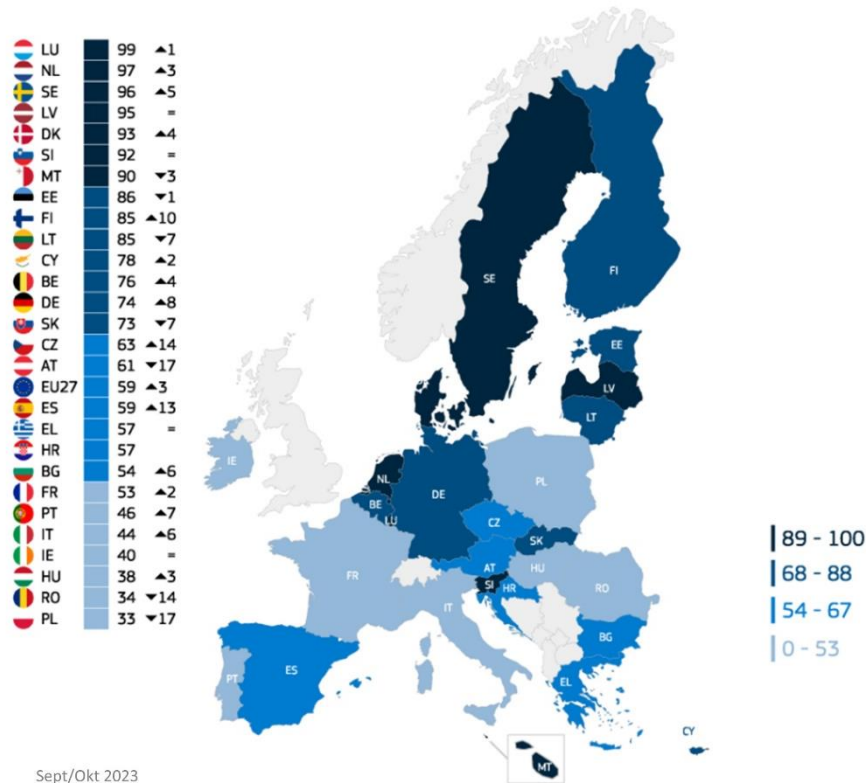 LU 99 ▲1
NL 97 ▲3
SE 96 ▲5
LV 95 =
DK 93 ▲4
SI 92 =
MT 90 ▼3
EE 86 ▼1
FI 85 ▲10
LT 85 ▼7
CY 78 ▲2
BE 76 ▲4
DE 74 ▲8
SK 73 ▼7
CZ 63 ▲14
AT 61 ▼17
EU27 59 ▲3
ES 59 ▲13
EL 57 =
HR 57
BG 54 ▲6
FR 53 ▲2
PT 46 ▲7
IT 44 ▲6
IE 40 =
HU 38 ▲3
RO 34 ▼14
PL 33 ▼17
SE
FI
EE
LV
LT
IE
NL
PL
BE
DE
LU
CZ
SK
FR
AT
HU
SI
HR
RO
IT
BG
PT
ES
EL
CY
MT
89 - 100
68 - 88
54 - 67
0 - 53
Sept/Okt 2023